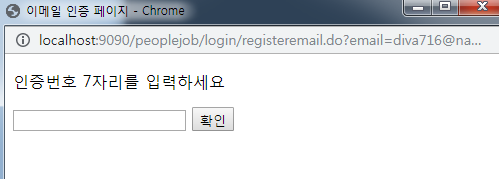 이메일 인증 페이지 - Chrome
localhost:9090/peoplejob/login/registeremail.do?email=diva716@na...
인증번호 7자리를 입력하세요
확인